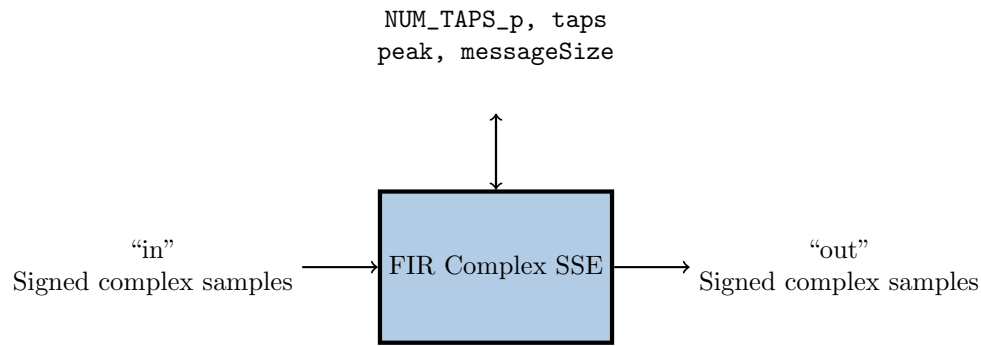 NUM_TAPS_p, taps
peak, messageSize
“in”
Signed complex samples
FIR Complex SSE
“out”
Signed complex samples